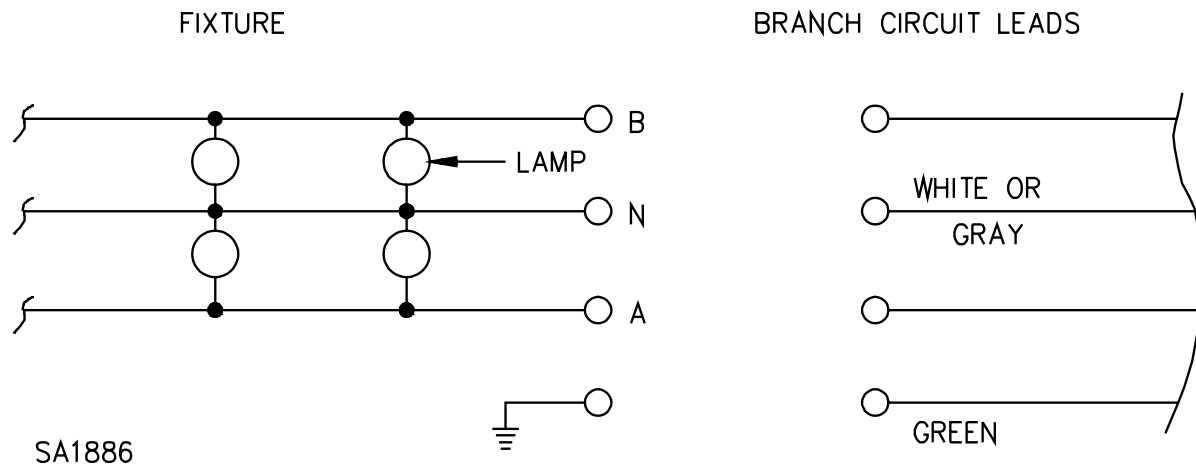 FIXTURE
BRANCH CIRCUIT LEADS
B
LAMP
WHITE OR
N
GRAY
A
GREEN
SA1886